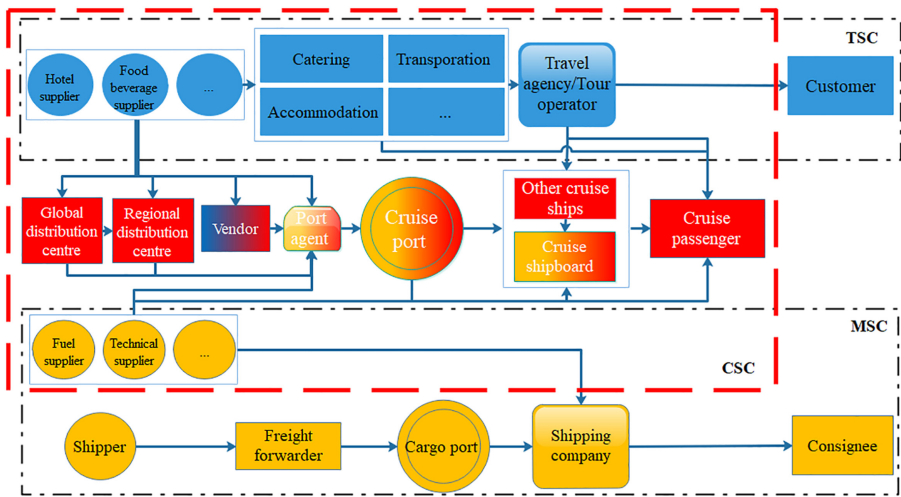 TSC
Hotel
supplier
Food
beverage
supplier
...
Catering
Transporation
Accommodation
...
Travel
agency/Tour
operator
Customer
Global
distribution
centre
Regional
distribution
centre
Vendor
Port
agent
Cruise
port
Other cruise
ships
Cruise
shipboard
Cruise
passenger
MSC
Fuel
supplier
Technical
supplier
...
CSC
Shipper
Freight
forwarder
Cargo port
Shipping
company
Consignee